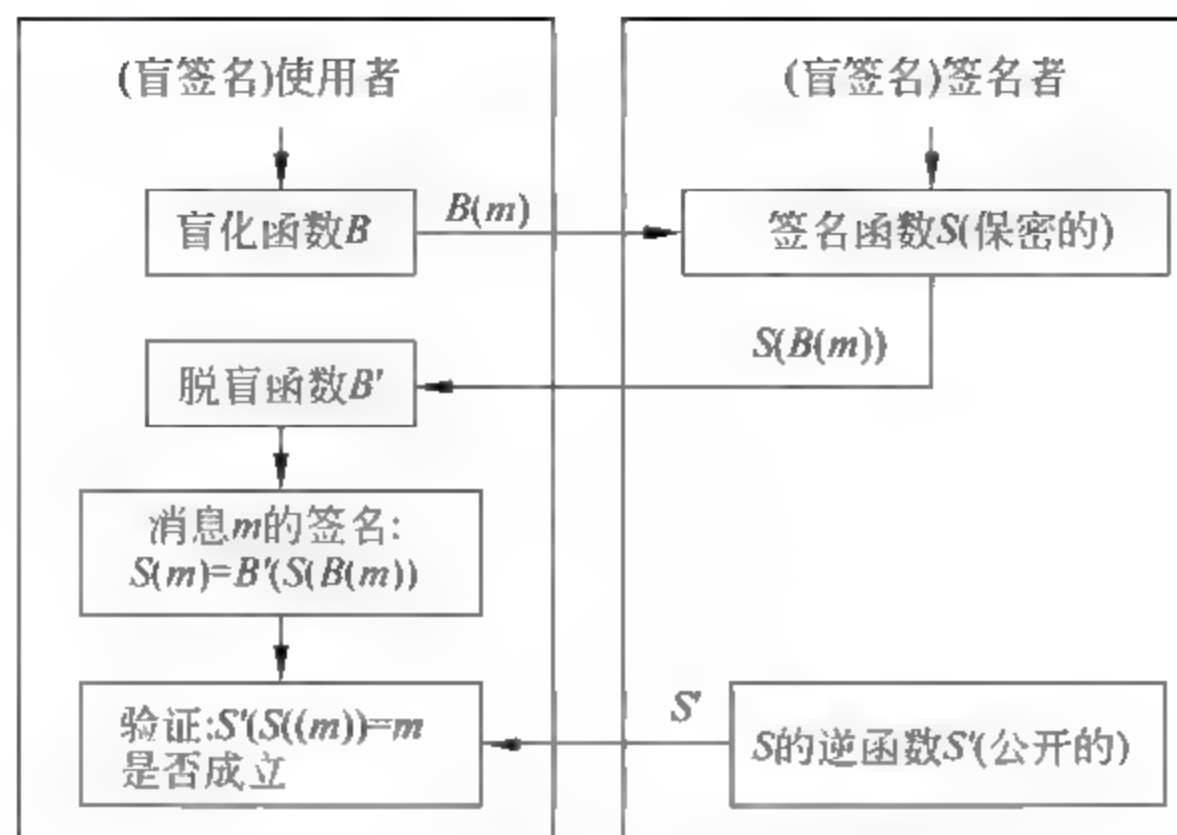 (盲签名)使用者
(盲签名)签名者
盲化函数B
B(m)
签名函数S(保密的)
S(B(m))
脱盲函数B'
消息m的签名:
S(m)=B'(S(B(m))
S'
验证:S'(S((m))=m
是否成立
S的逆函数S'(公开的)